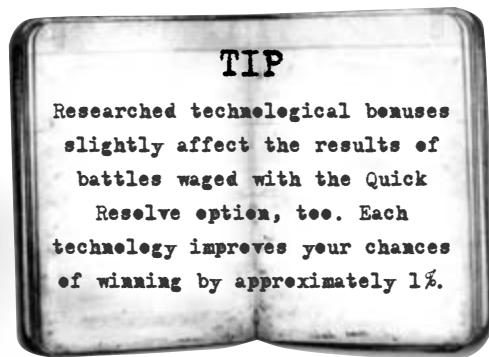 TIP
Researched technological bonuses
slightly affect the results of
battles waged with the Quick
Resolve option, too. Each
technology improves your chances
of winning by approximately 1%.